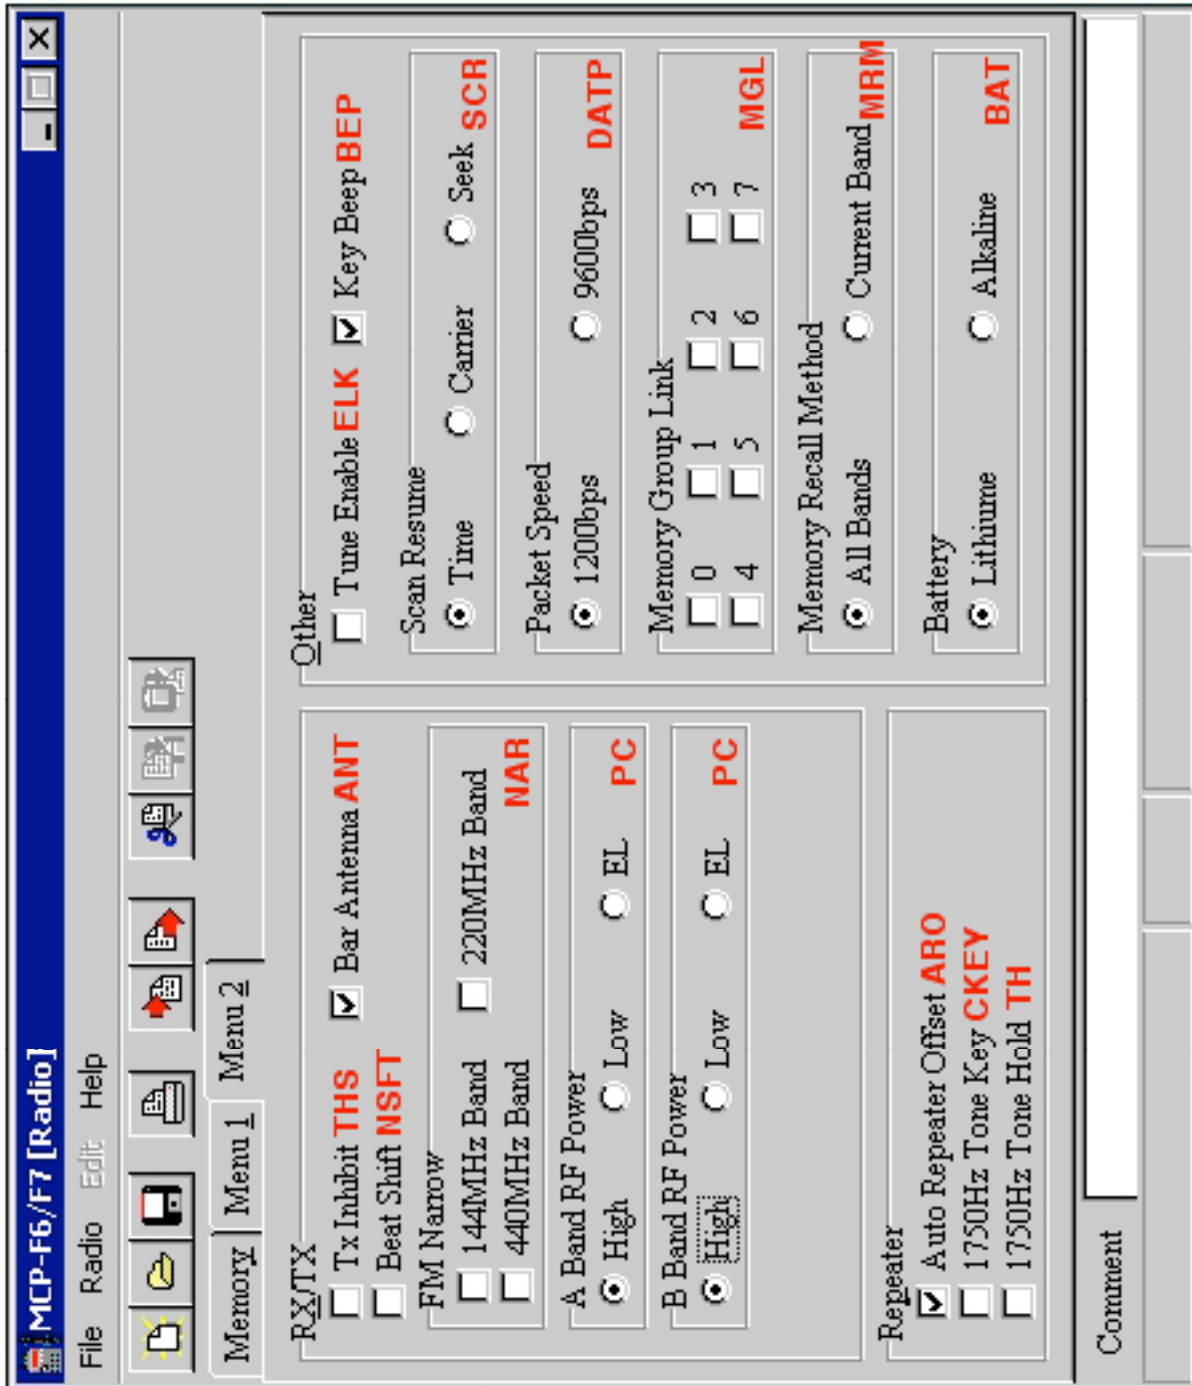 MCP-F6/F7 [Radio]
File Radio Edit Help
Memory Menu 1 Menu 2
RX/TX
Tx Inhibit THS Bar Antenna ANT
Beat Shift NSFT
FM Narrow
144MHz Band 220MHz Band
440MHz Band NAR
A Band RF Power
High Low EL PC
B Band RF Power
High Low EL PC
Repeater
Auto Repeater Offset ARO
1750Hz Tone Key CKEY
1750Hz Tone Hold TH
Other
Tune Enable ELK Key Beep BEP
Scan Resume
Time Carrier Seek SCR
Packet Speed
1200bps 9600bps DATP
Memory Group Link
0 1 2 3
4 5 6 7 MGL
Memory Recall Method
All Bands Current Band MRM
Battery
Lithiume Alkaline BAT
Comment